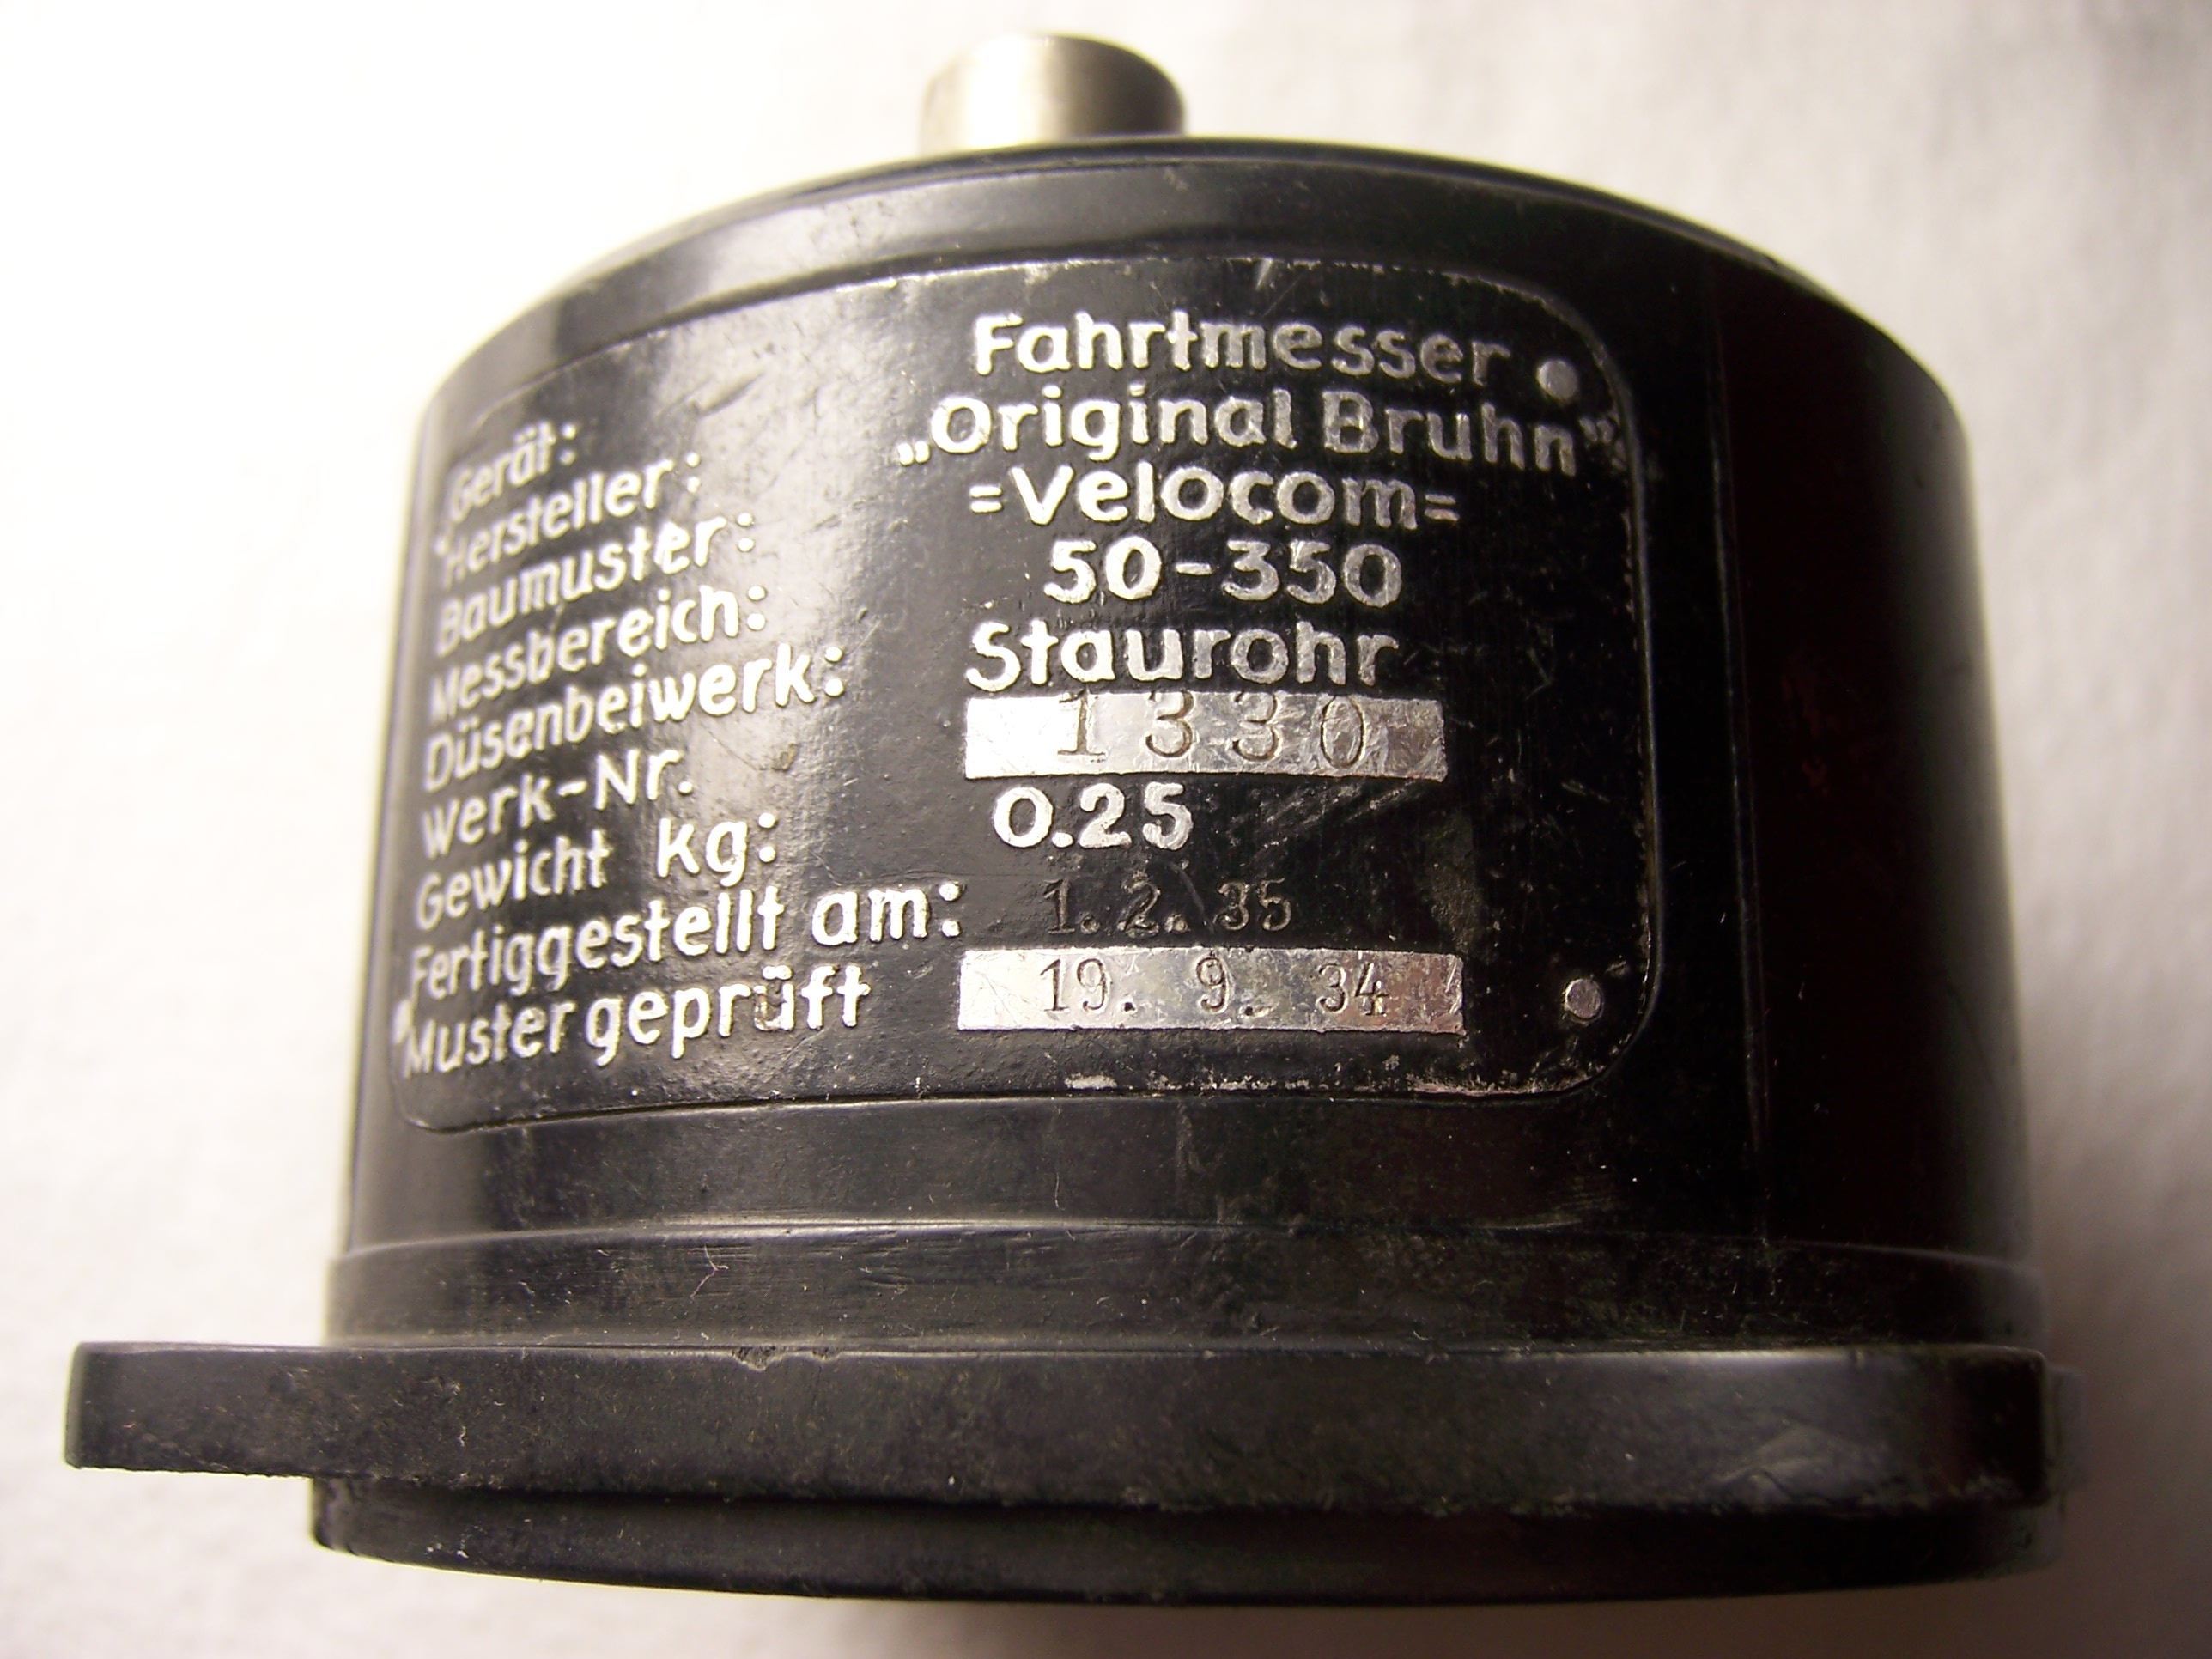 Gerät: Fahrtmesser
Hersteller: „Original Bruhn“
Baumuster: =Velocom=
Messbereich: 50-350
Düsenbeiwerk: Staurohr
Werk-Nr. 1330
Gewicht kg: 0.25
Fertiggestellt am: 1. 2. 35
Muster geprüft 19. 9. 34